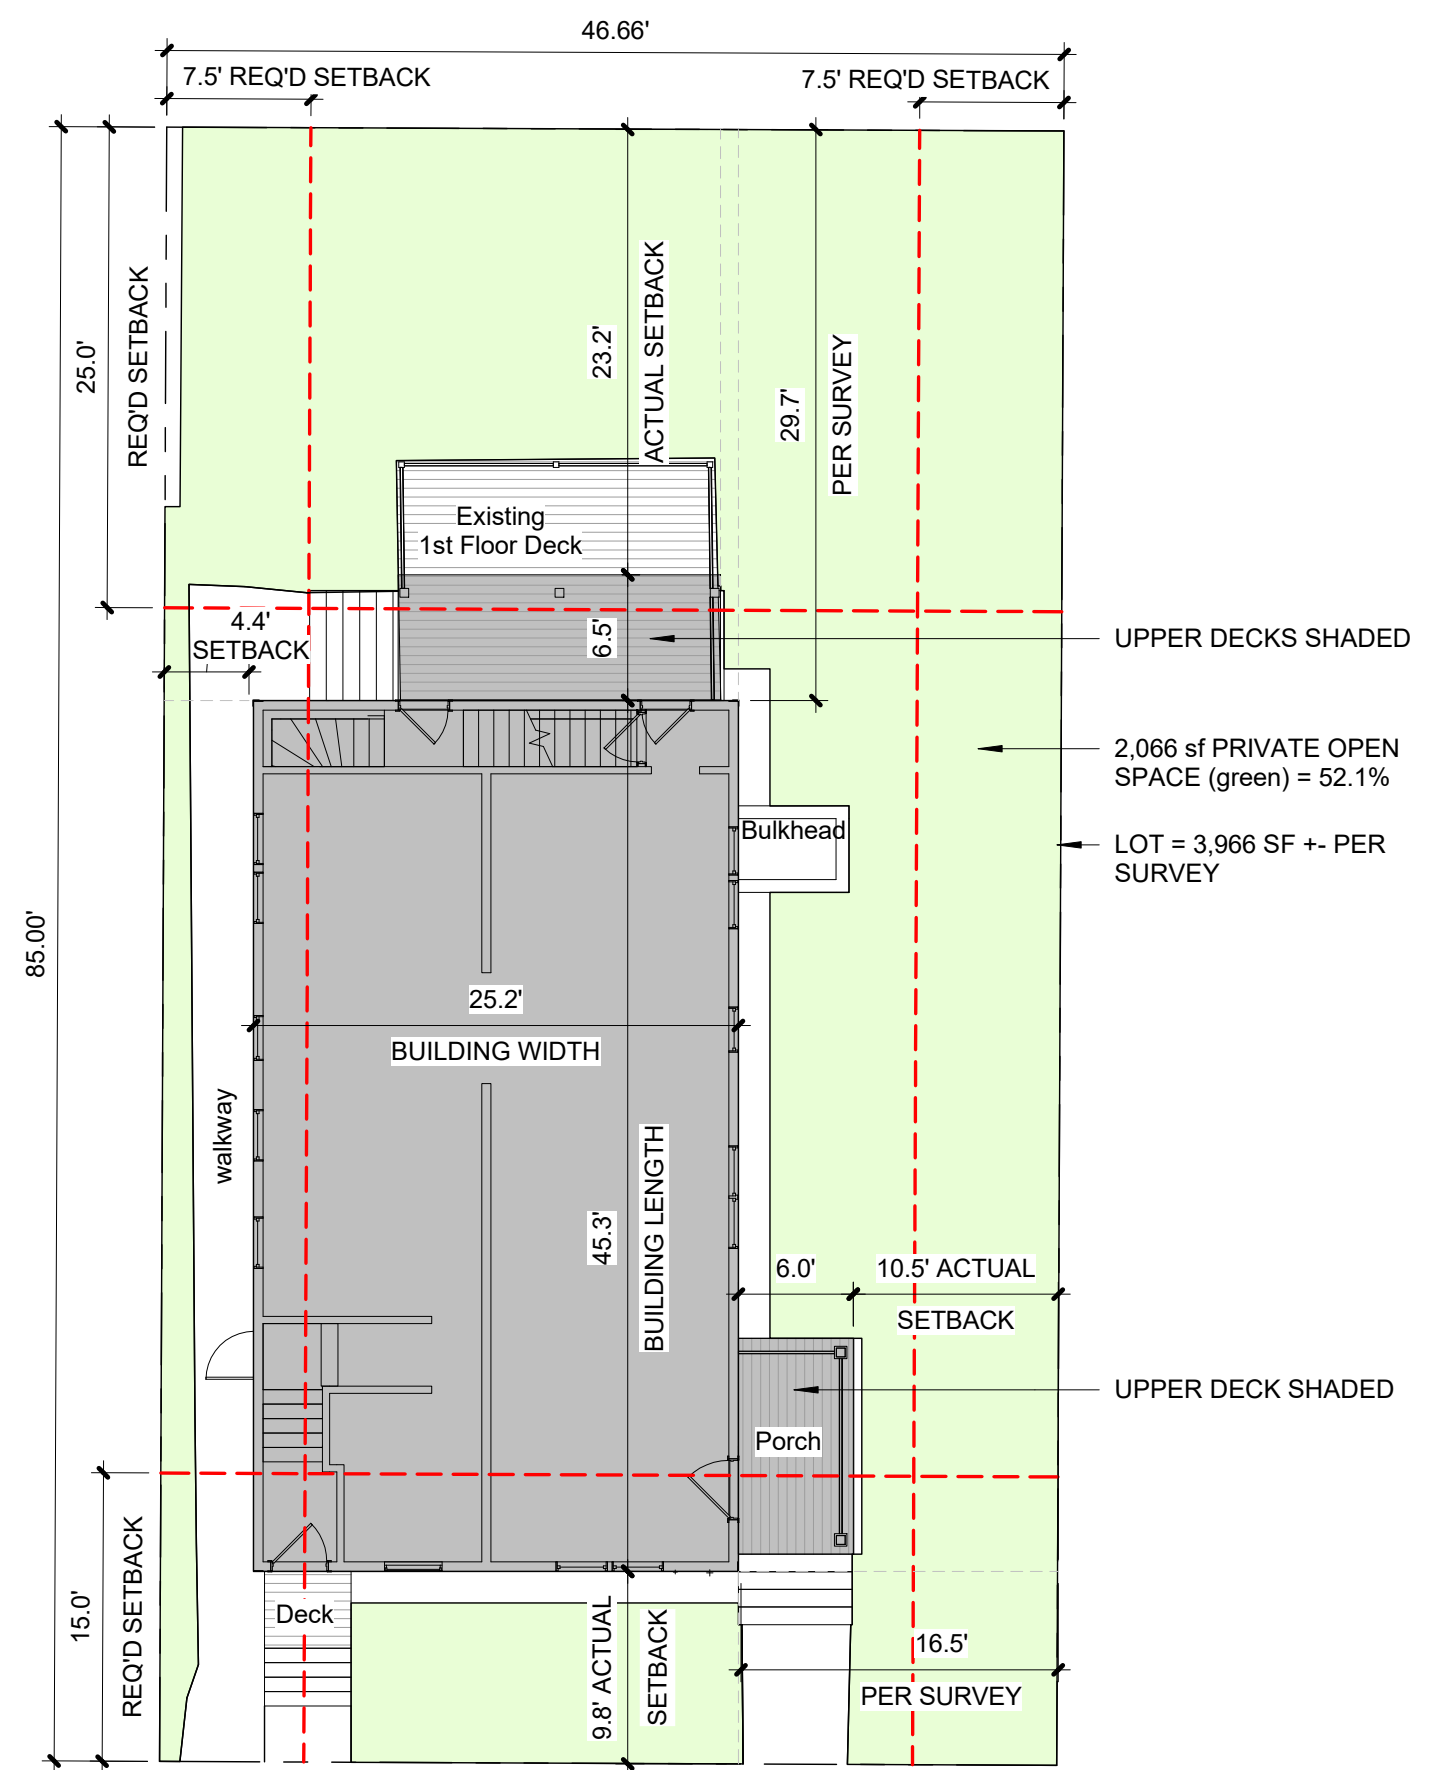 46.66'
7.5' REQ'D SETBACK
7.5' REQ'D SETBACK
25.0'
REQ'D SETBACK
23.2'
ACTUAL SETBACK
29.7'
PER SURVEY
Existing
1st Floor Deck
4.4'
SETBACK
6.5'
UPPER DECKS SHADED
2,066 sf PRIVATE OPEN
SPACE (green) = 52.1%
Bulkhead
LOT = 3,966 SF +- PER
SURVEY
85.00'
25.2'
BUILDING WIDTH
walkway
45.3'
BUILDING LENGTH
6.0'
10.5' ACTUAL
SETBACK
UPPER DECK SHADED
Porch
15.0'
REQ'D SETBACK
Deck
9.8' ACTUAL
SETBACK
16.5'
PER SURVEY